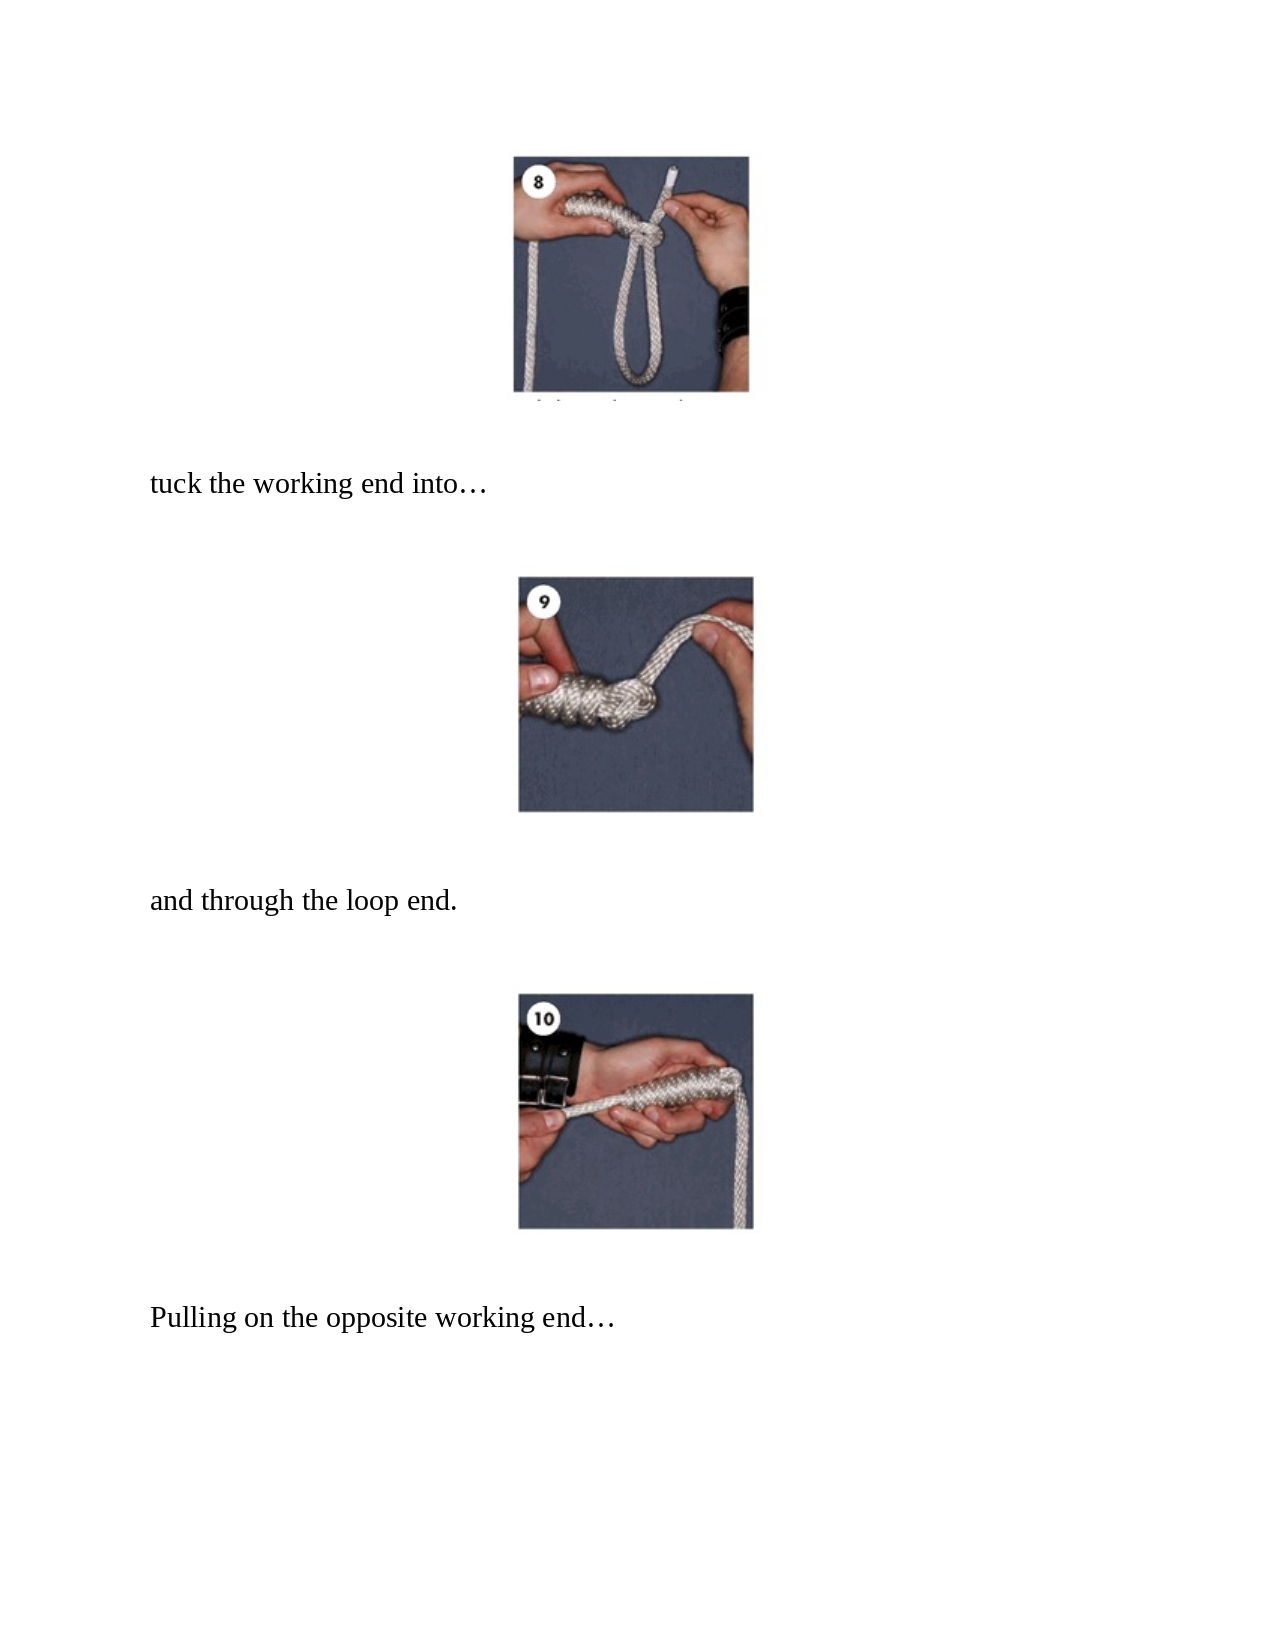 8
tuck the working end into…
9
and through the loop end.
10
Pulling on the opposite working end…